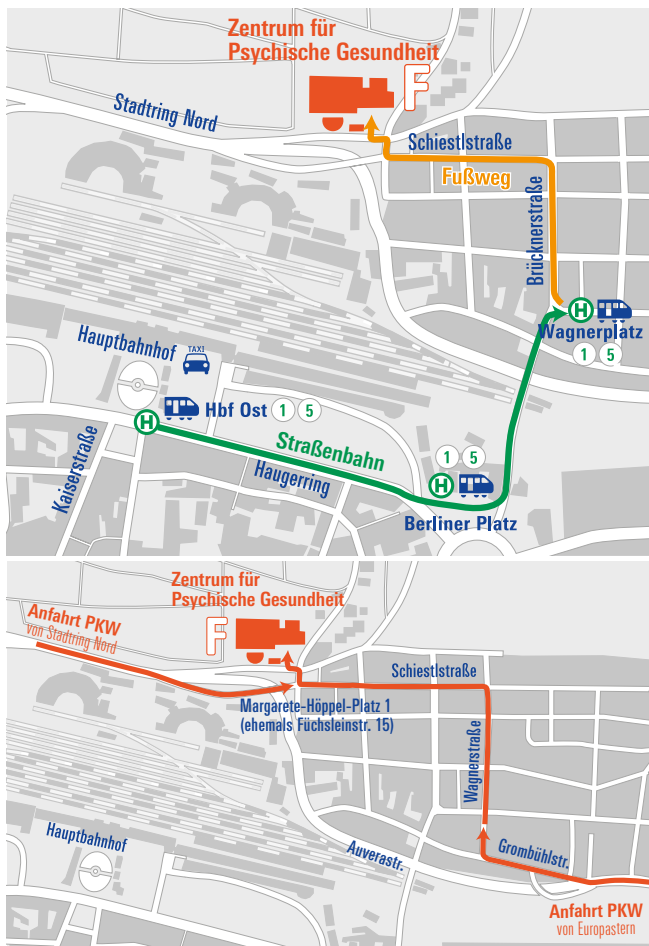 Zentrum für
Psychische Gesundheit
F
Stadtring Nord
Schiestlstraße
Fußweg
Brücknerstraße
H
Wagnerplatz
1 5
Hauptbahnhof
TAXI
H
Hbf Ost 1 5
Straßenbahn
Haugerring
Kaiserstraße
1 5
H
Berliner Platz
Zentrum für
Psychische Gesundheit
F
Anfahrt PKW
von Stadtring Nord
Schiestlstraße
Margarete-Höppel-Platz 1
(ehemals Füchsleinstr. 15)
Wagnerstraße
Hauptbahnhof
Auverastr.
Grombühlstr.
Anfahrt PKW
von Europastern